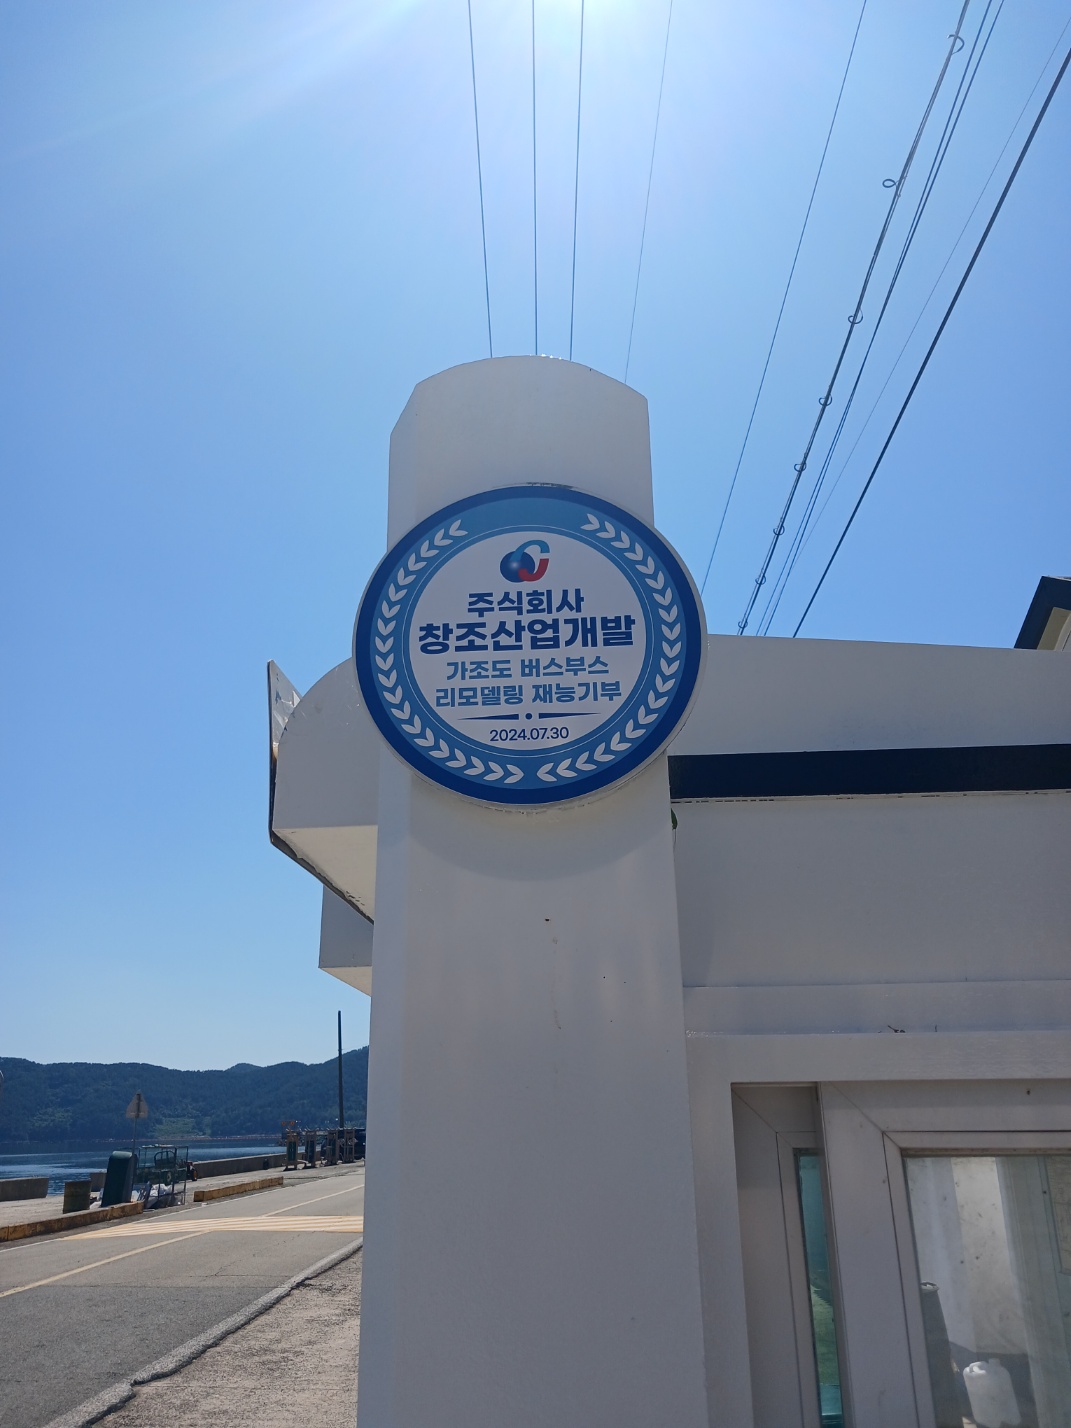 주식회사
창조산업개발
가조도 버스부스
리모델링 재능기부
2024.07.30